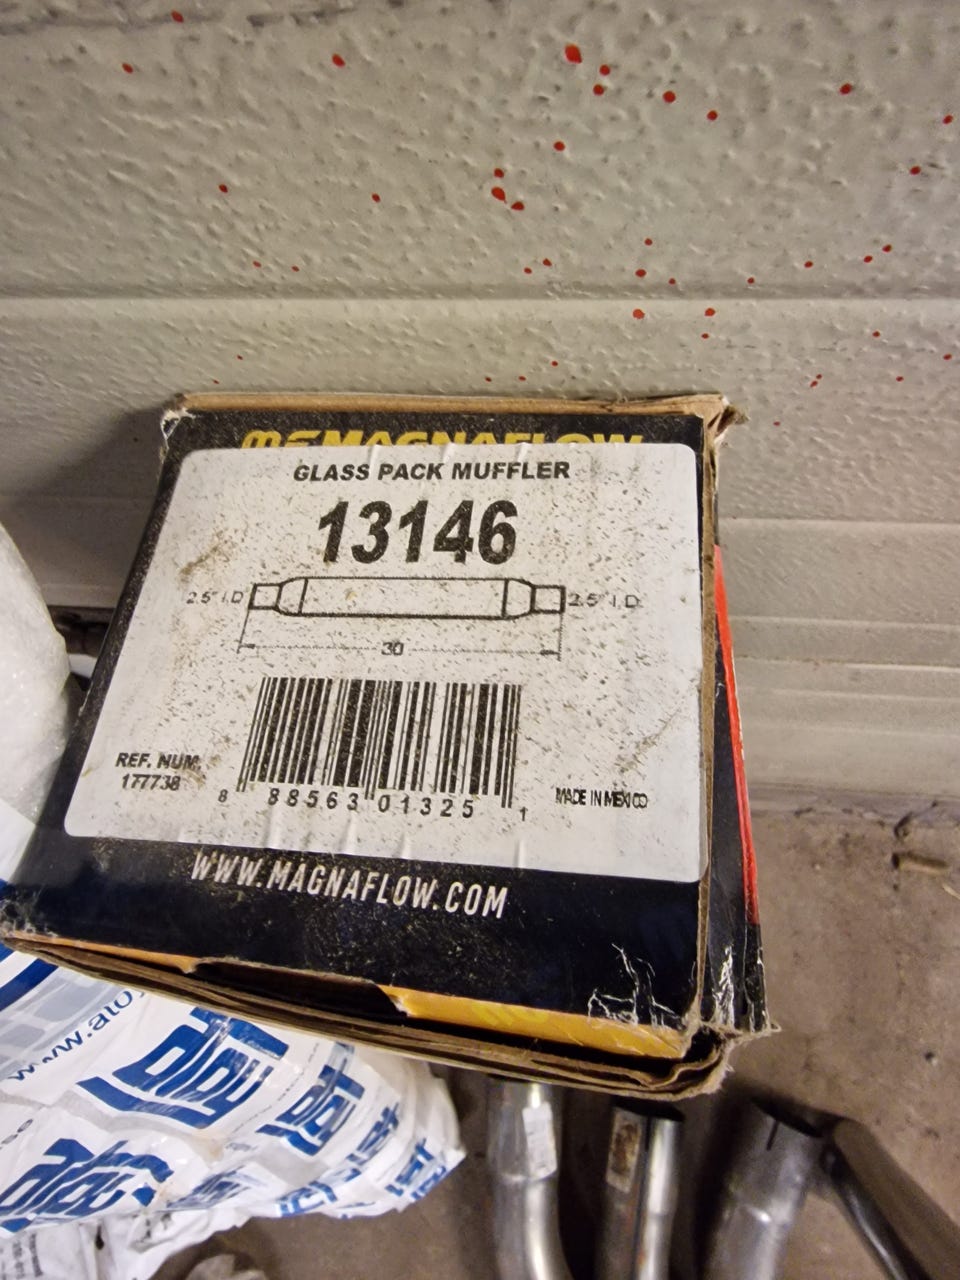 MAGNAFLOW
GLASS PACK MUFFLER
13146
2.5" I.D. 2.5" I.D.
30
REF. NUM.
177738
8 88563 01325 1
MADE IN MEXICO
WWW.MAGNAFLOW.COM